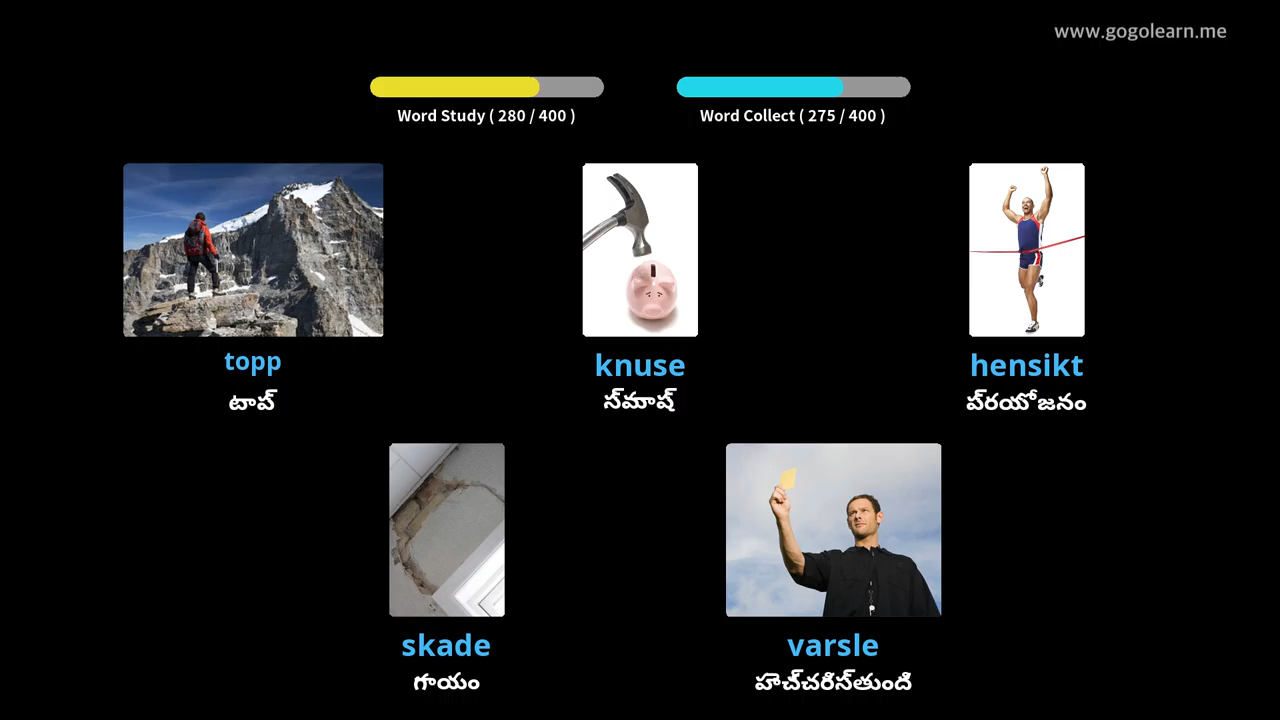 www.gogolearn.me
Word Study ( 280 / 400 )
Word Collect ( 275 / 400 )
topp
టాప్
knuse
స్‌మాష్
hensikt
ప్‌రయోజనం
skade
గాయం
varsle
హెచ్‌చరిస్‌తుంది